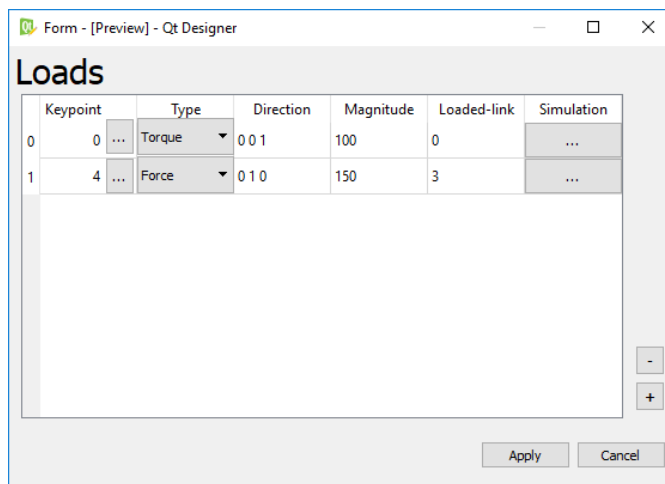 Qt Form - [Preview] - Qt Designer
Loads
Keypoint Type Direction Magnitude Loaded-link Simulation
0 0 ... Torque 0 0 1 100 0 ...
1 4 ... Force 0 1 0 150 3 ...
-
+
Apply Cancel